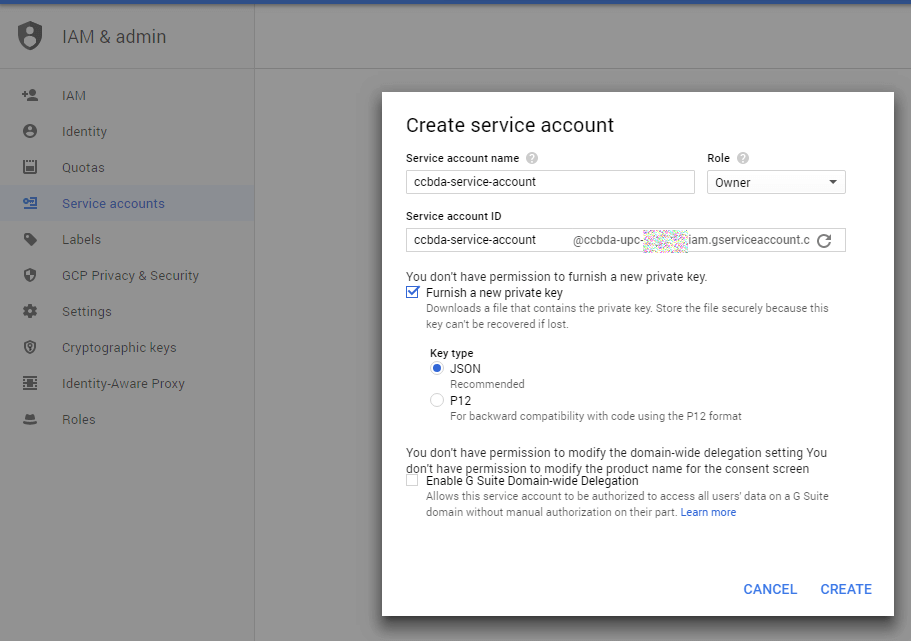 IAM & admin
IAM
Identity
Quotas
Service accounts
Labels
GCP Privacy & Security
Settings
Cryptographic keys
Identity-Aware Proxy
Roles
Create service account
Service account name
Role
ccbda-service-account
Owner
Service account ID
ccbda-service-account @ccbda-upc- iam.gserviceaccount.c
You don't have permission to furnish a new private key.
Furnish a new private key
Downloads a file that contains the private key. Store the file securely because this
key can't be recovered if lost.
Key type
JSON
Recommended
P12
For backward compatibility with code using the P12 format
You don't have permission to modify the domain-wide delegation setting You
don't have permission to modify the product name for the consent screen
Enable G Suite Domain-wide Delegation
Allows this service account to be authorized to access all users' data on a G Suite
domain without manual authorization on their part. Learn more
CANCEL CREATE